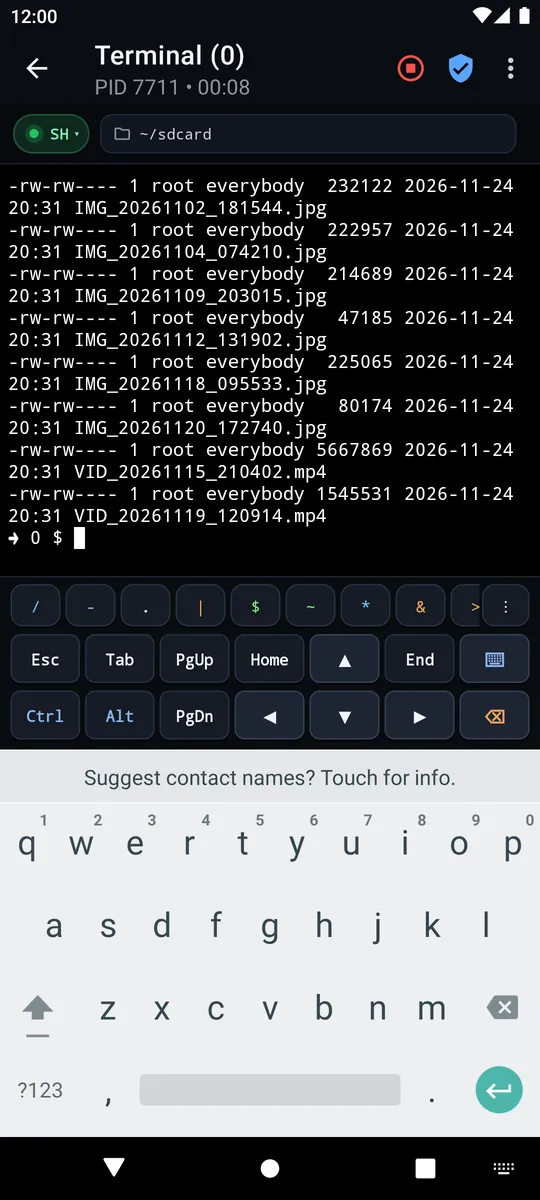 12:00
Terminal (0)
PID 7711 • 00:08
SH ▾
~/sdcard
-rw-rw---- 1 root everybody  232122 2026-11-24
20:31 IMG_20261102_181544.jpg
-rw-rw---- 1 root everybody  222957 2026-11-24
20:31 IMG_20261104_074210.jpg
-rw-rw---- 1 root everybody  214689 2026-11-24
20:31 IMG_20261109_203015.jpg
-rw-rw---- 1 root everybody   47185 2026-11-24
20:31 IMG_20261112_131902.jpg
-rw-rw---- 1 root everybody  225065 2026-11-24
20:31 IMG_20261118_095533.jpg
-rw-rw---- 1 root everybody   80174 2026-11-24
20:31 IMG_20261120_172740.jpg
-rw-rw---- 1 root everybody 5667869 2026-11-24
20:31 VID_20261115_210402.mp4
-rw-rw---- 1 root everybody 1545531 2026-11-24
20:31 VID_20261119_120914.mp4
➜ 0 $
/ - . | $ ~ * & > ⋮
Esc Tab PgUp Home ▲ End
Ctrl Alt PgDn ◀ ▼ ▶ ⌫
Suggest contact names? Touch for info.
1 2 3 4 5 6 7 8 9 0
q w e r t y u i o p
a s d f g h j k l
z x c v b n m
?123 , .